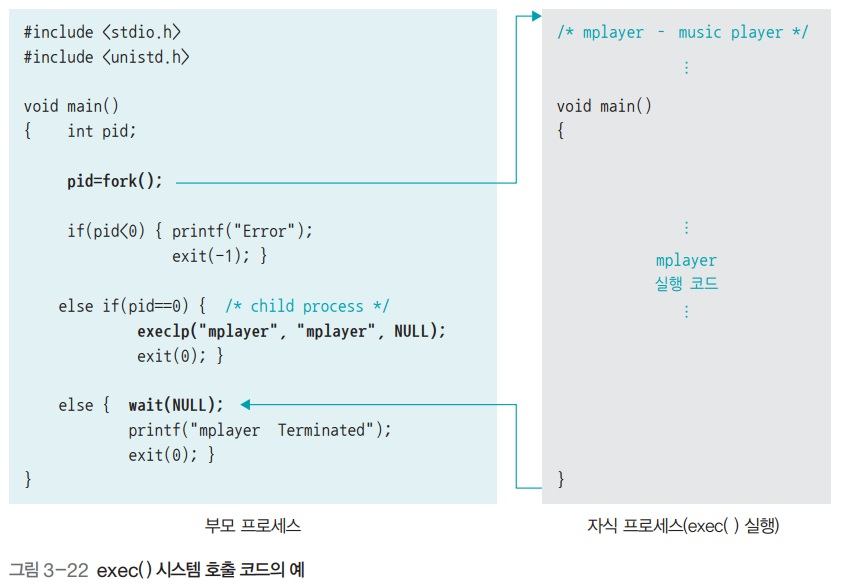 #include <stdio.h>
#include <unistd.h>
void main()
{    int pid;
pid=fork();
if(pid<0) { printf("Error");
exit(-1); }
else if(pid==0) {  /* child process */
execlp("mplayer", "mplayer", NULL);
exit(0); }
else {  wait(NULL);
printf("mplayer  Terminated");
exit(0); }
}
부모 프로세스
/* mplayer - music player */
⋮
void main()
{
⋮
mplayer
실행 코드
⋮
}
자식 프로세스(exec( ) 실행)
그림 3-22 exec( ) 시스템 호출 코드의 예